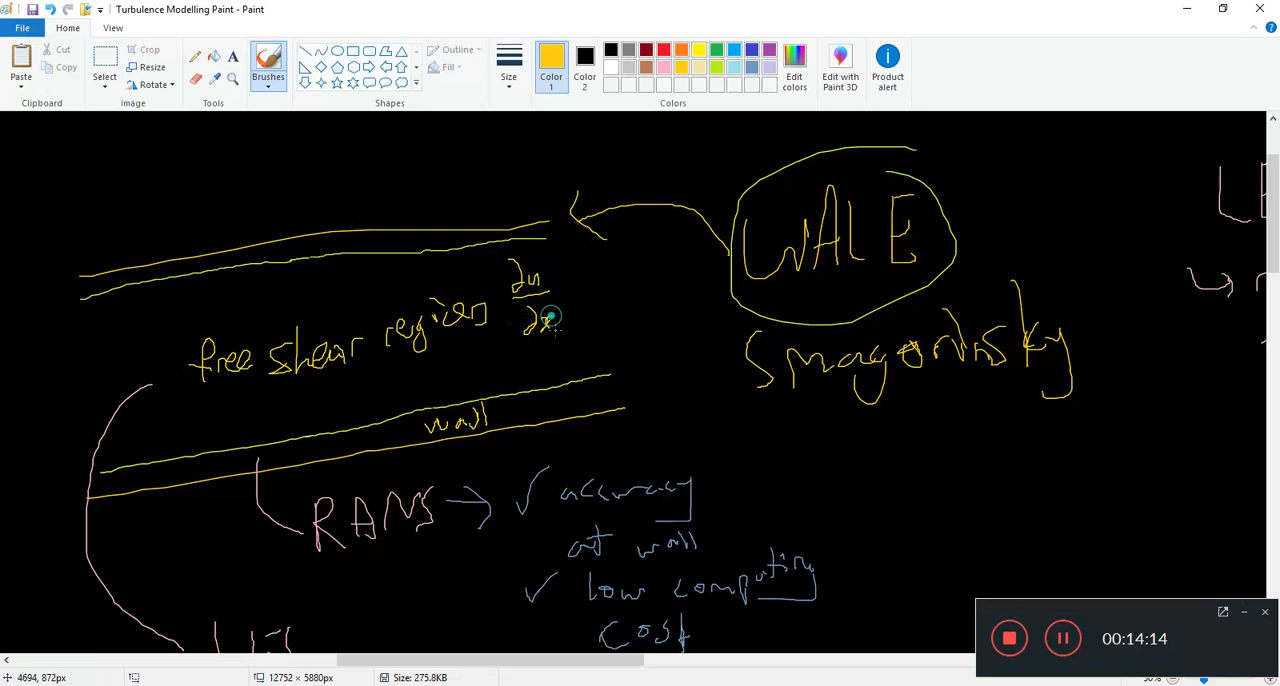 Turbulence Modelling Paint - Paint
File
Home
View
Paste
Cut
Copy
Clipboard
Select
Crop
Resize
Rotate
Image
Tools
Brushes
Shapes
Outline
Fill
Size
Color 1
Color 2
Edit colors
Colors
Edit with Paint 3D
Product alert
WALE
Smagorinsky
free shear region ∂u
∂x
wall
RANS → ✓ accuracy
at wall
✓ low computing
cost
00:14:14
4694, 872px
12752 × 5880px
Size: 275.8KB